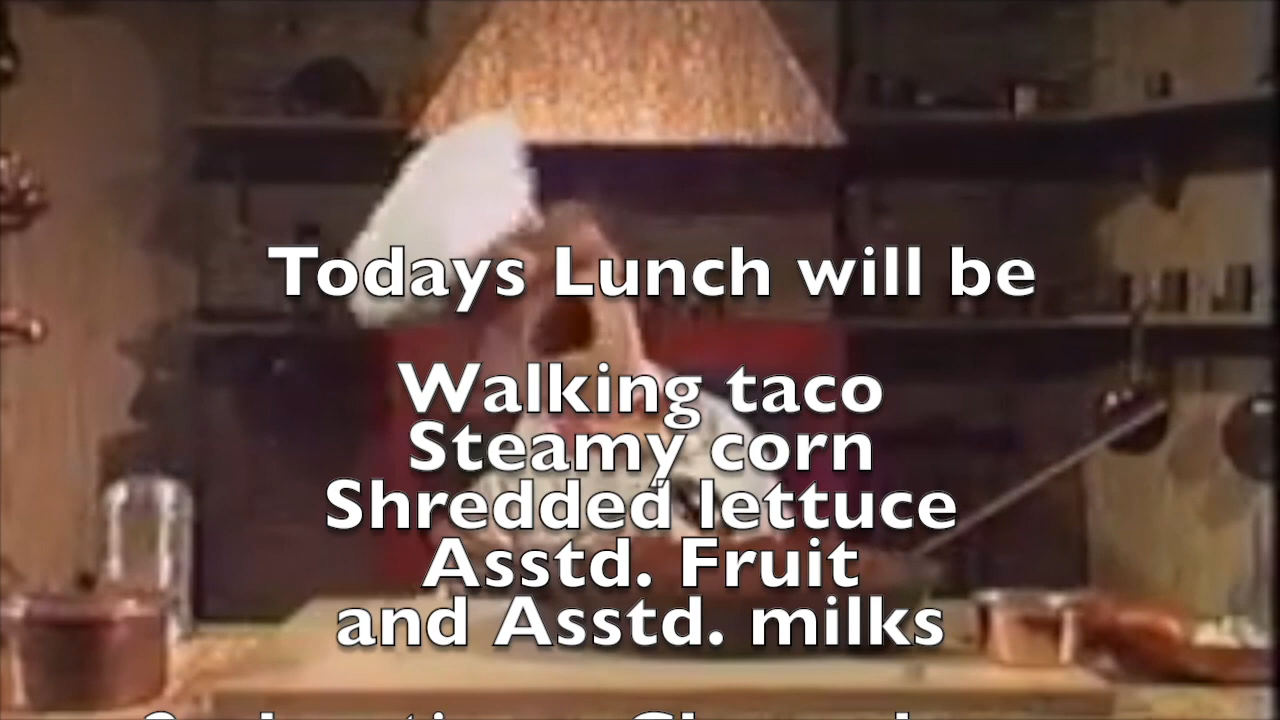 Todays Lunch will be
Walking taco
Steamy corn
Shredded lettuce
Asstd. Fruit
and Asstd. milks